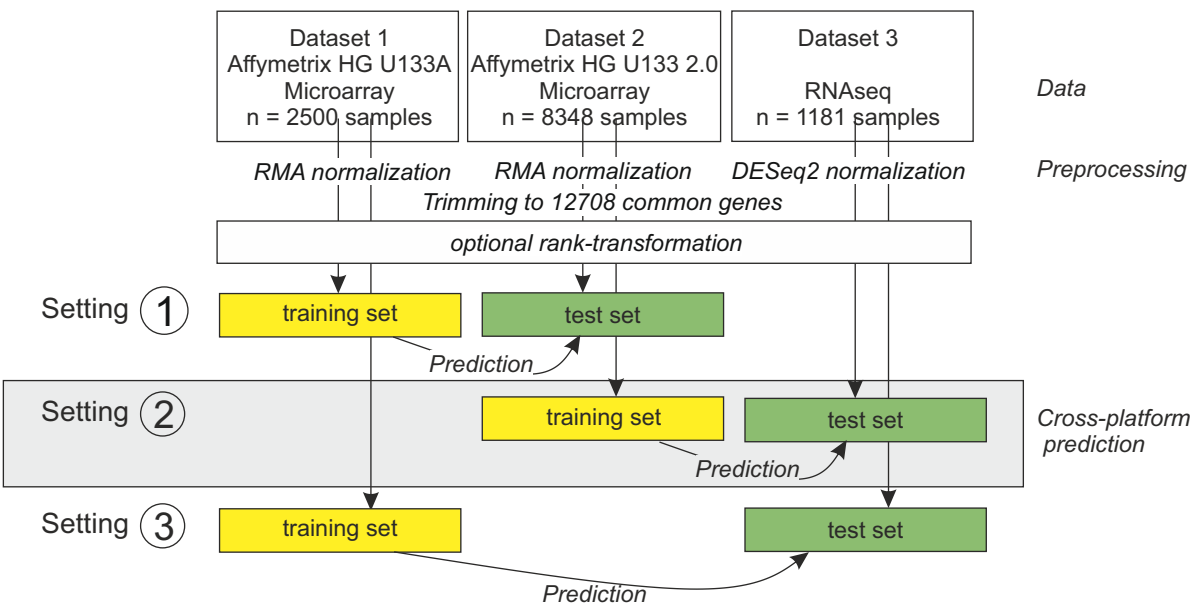 Dataset 1
Affymetrix HG U133A
Microarray
n = 2500 samples
Dataset 2
Affymetrix HG U133 2.0
Microarray
n = 8348 samples
Dataset 3
RNAseq
n = 1181 samples
Data
RMA normalization
RMA normalization
DESeq2 normalization
Preprocessing
Trimming to 12708 common genes
optional rank-transformation
Setting 1
training set
test set
Prediction
Setting 2
training set
test set
Prediction
Cross-platform
prediction
Setting 3
training set
test set
Prediction